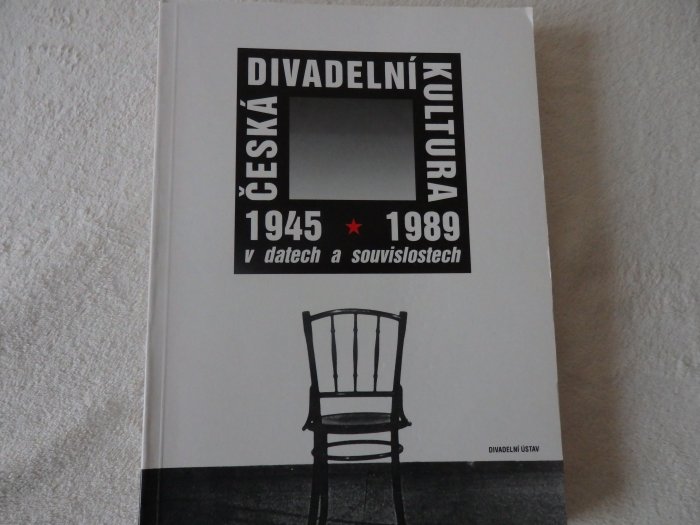 ČESKÁ
DIVADELNÍ
KULTURA
1945 ★ 1989
v datech a souvislostech
DIVADELNÍ ÚSTAV